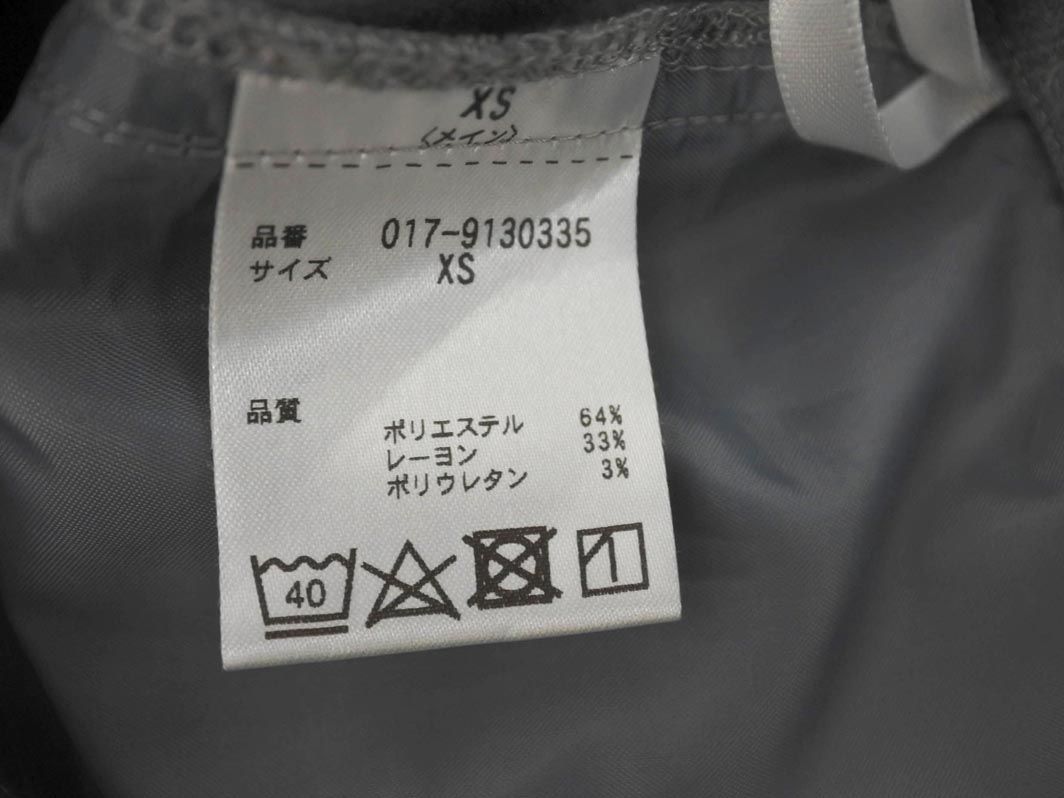 XS
〈メイン〉
品番 017-9130335
サイズ XS
品質
ポリエステル 64%
レーヨン 33%
ポリウレタン 3%
40